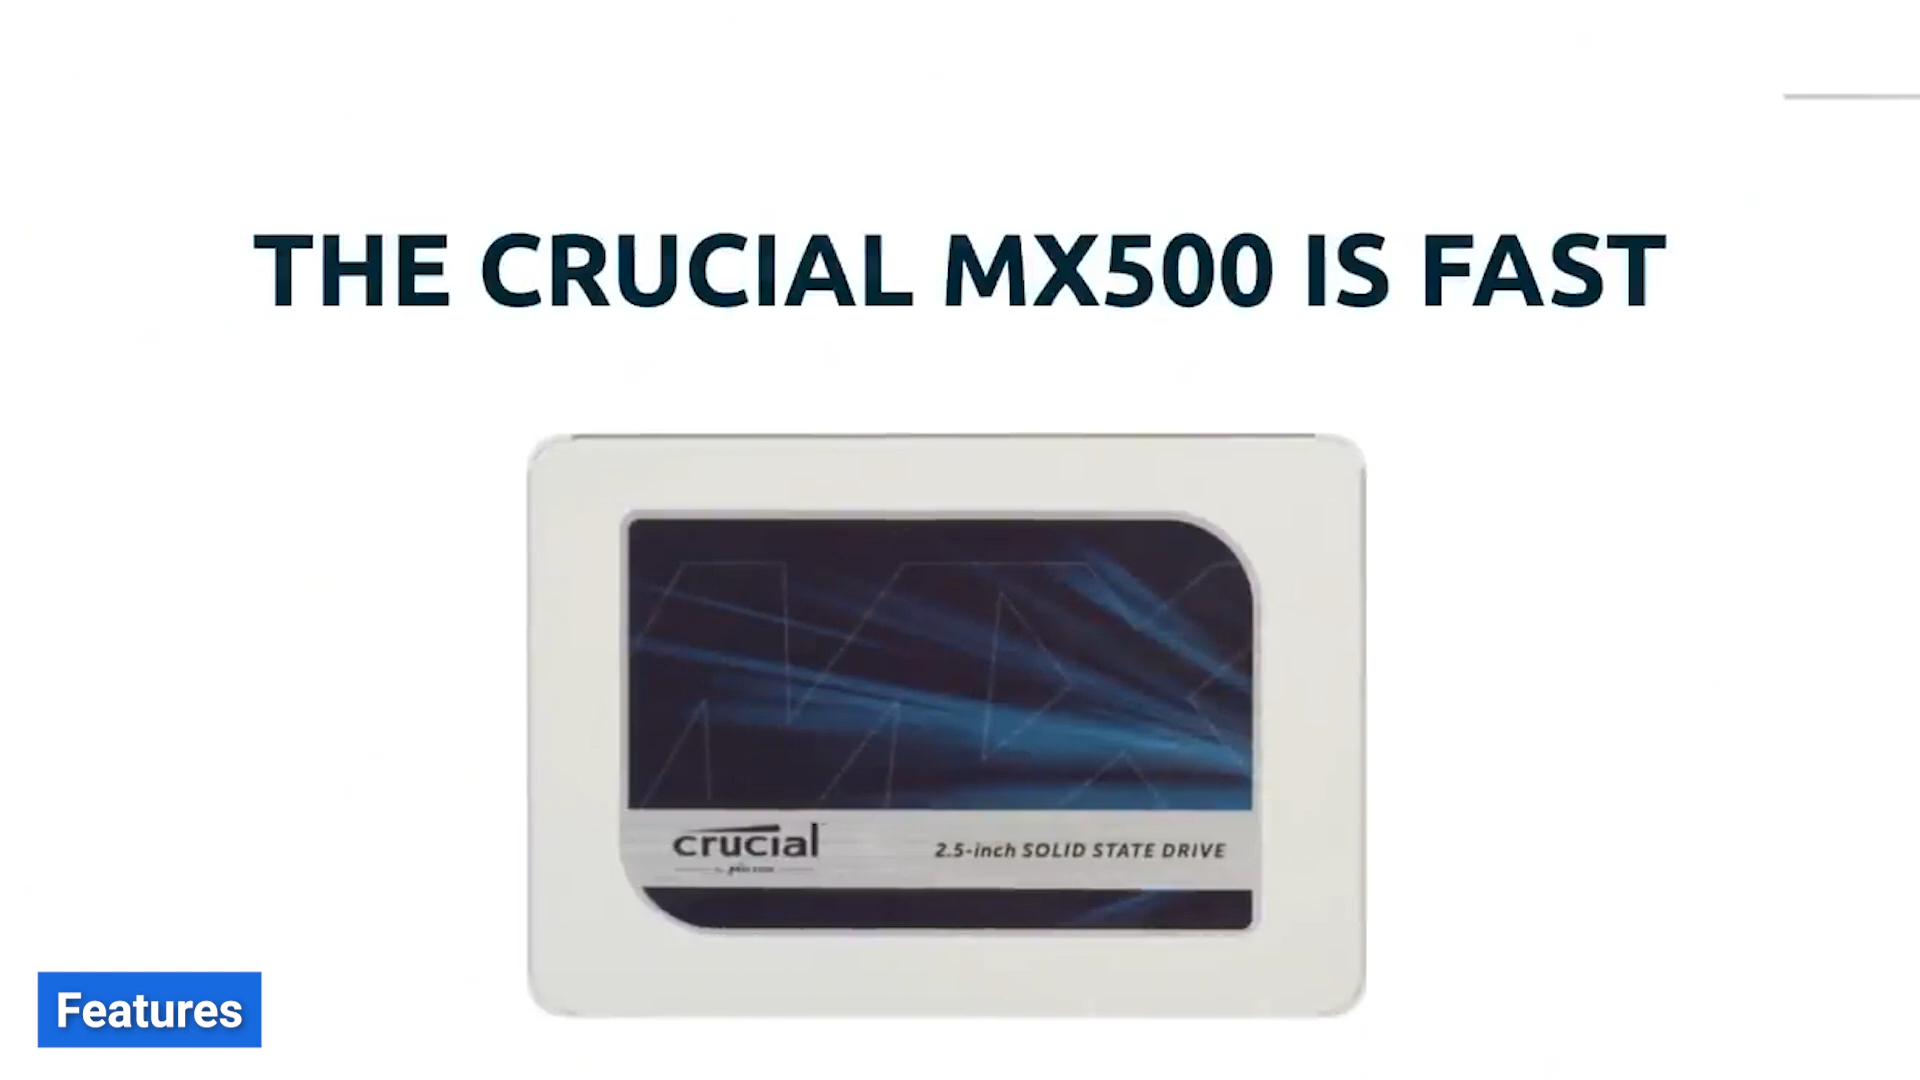 THE CRUCIAL MX500 IS FAST
crucial
2.5-inch SOLID STATE DRIVE
Features